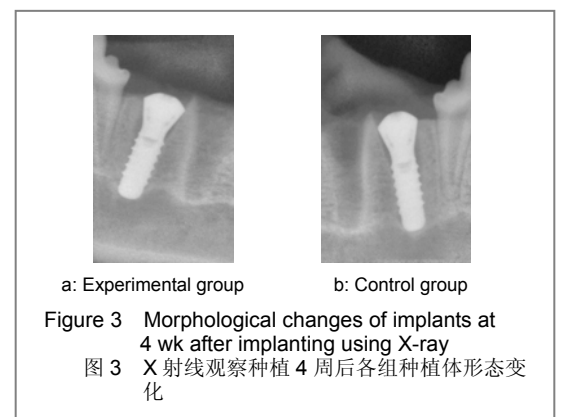 a: Experimental group
b: Control group
Figure 3 Morphological changes of implants at
4 wk after implanting using X-ray
图 3 X 射线观察种植 4 周后各组种植体形态变
化